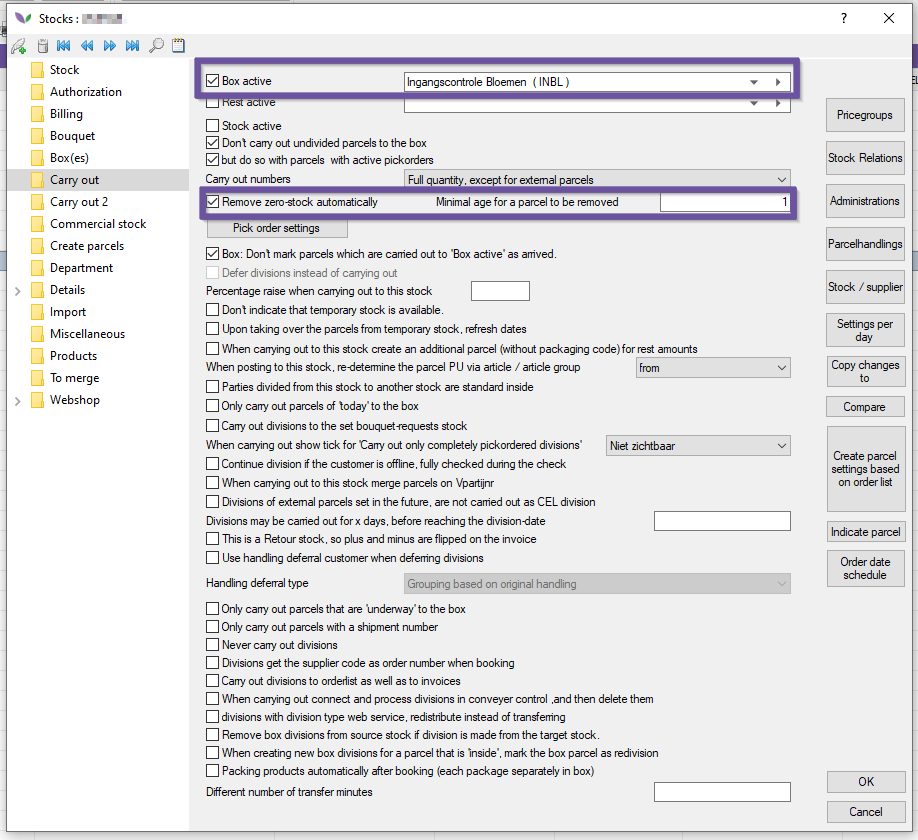 Stocks :
?
Stock
Authorization
Billing
Bouquet
Box(es)
Carry out
Carry out 2
Commercial stock
Create parcels
Department
Details
Import
Miscellaneous
Products
To merge
Webshop
Box active Ingangscontrole Bloemen ( INBL )
Rest active
Stock active
Don't carry out undivided parcels to the box
but do so with parcels with active pickorders
Carry out numbers Full quantity, except for external parcels
Remove zero-stock automatically Minimal age for a parcel to be removed 1
Pick order settings
Box: Don't mark parcels which are carried out to 'Box active' as arrived.
Defer divisions instead of carrying out
Percentage raise when carrying out to this stock
Don't indicate that temporary stock is available.
Upon taking over the parcels from temporary stock, refresh dates
When carrying out to this stock create an additional parcel (without packaging code) for rest amounts
When posting to this stock, re-determine the parcel PU via article / article group from
Parties divided from this stock to another stock are standard inside
Only carry out parcels of 'today' to the box
Carry out divisions to the set bouquet-requests stock
When carrying out show tick for 'Carry out only completely pickordered divisions' Niet zichtbaar
Continue division if the customer is offline, fully checked during the check
When carrying out to this stock merge parcels on Vpartijnr
Divisions of external parcels set in the future, are not carried out as CEL division
Divisions may be carried out for x days, before reaching the division-date
This is a Retour stock, so plus and minus are flipped on the invoice
Use handling deferral customer when deferring divisions
Handling deferral type Grouping based on original handling
Only carry out parcels that are 'underway' to the box
Only carry out parcels with a shipment number
Never carry out divisions
Divisions get the supplier code as order number when booking
Carry out divisions to orderlist as well as to invoices
When carrying out connect and process divisions in conveyer control ,and then delete them
divisions with division type web service, redistribute instead of transferring
Remove box divisions from source stock if division is made from the target stock.
When creating new box divisions for a parcel that is 'inside', mark the box parcel as redivision
Packing products automatically after booking (each package separately in box)
Different number of transfer minutes
Pricegroups
Stock Relations
Administrations
Parcelhandlings
Stock / supplier
Settings per
day
Copy changes
to
Compare
Create parcel
settings based
on order list
Indicate parcel
Order date
schedule
OK
Cancel